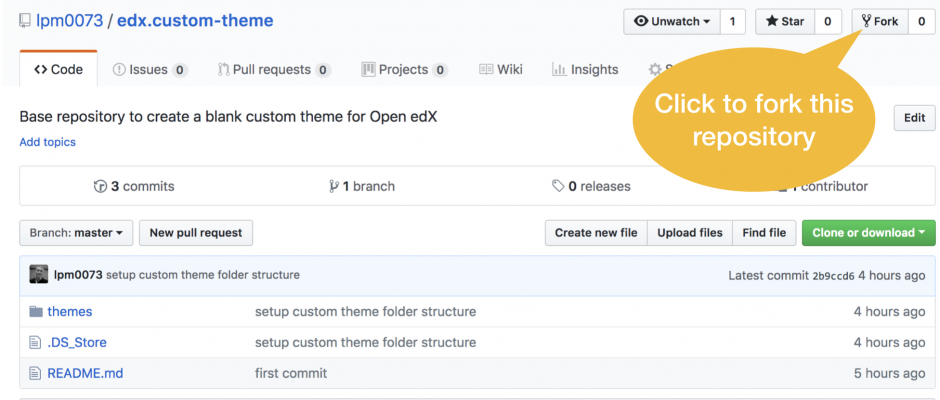 lpm0073 / edx.custom-theme Unwatch 1 Star 0 Fork 0
Code Issues 0 Pull requests 0 Projects 0 Wiki Insights
Click to fork this
repository
Base repository to create a blank custom theme for Open edX Edit
Add topics
3 commits 1 branch 0 releases contributor
Branch: master New pull request Create new file Upload files Find file Clone or download
lpm0073 setup custom theme folder structure Latest commit 2b9ccd6 4 hours ago
themes setup custom theme folder structure 4 hours ago
.DS_Store setup custom theme folder structure 4 hours ago
README.md first commit 5 hours ago